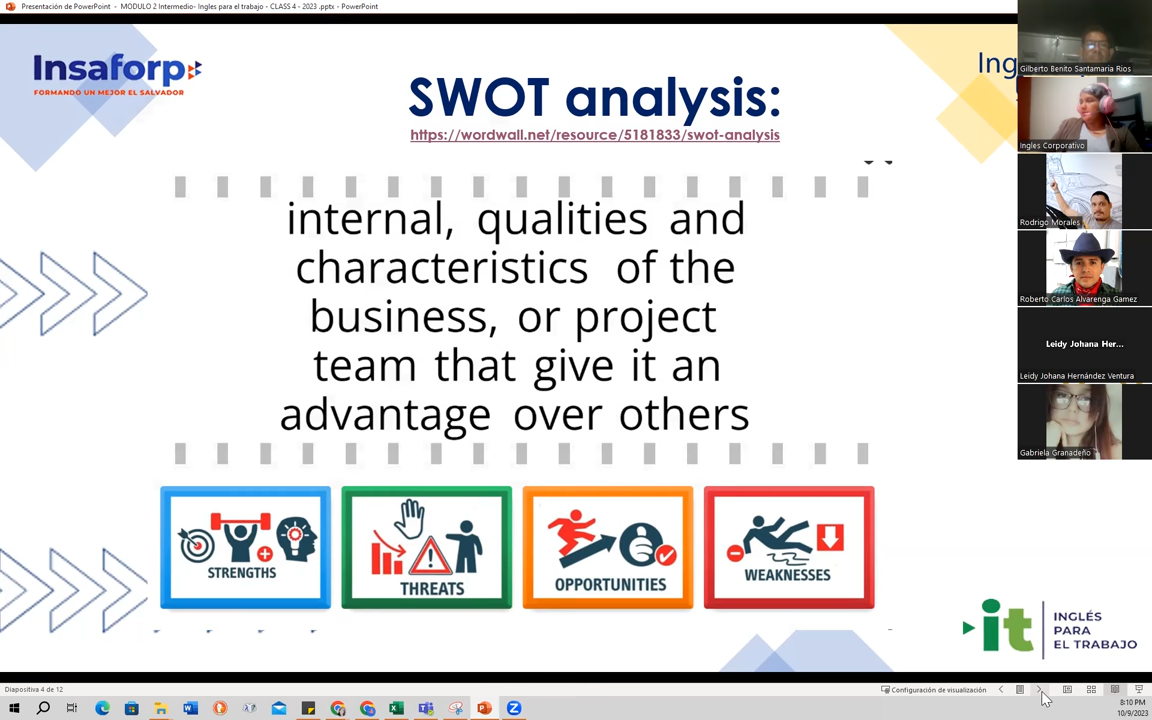 Presentación de PowerPoint - MODULO 2 Intermedio- Ingles para el trabajo - CLASS 4 - 2023 .pptx - PowerPoint
Insaforp
FORMANDO UN MEJOR EL SALVADOR
SWOT analysis:
https://wordwall.net/resource/5181833/swot-analysis
Ing
internal, qualities and
characteristics of the
business, or project
team that give it an
advantage over others
STRENGTHS
THREATS
OPPORTUNITIES
WEAKNESSES
it
INGLÉS
PARA
EL TRABAJO
Gilberto Benito Santamaría Rios
Ingles Corporativo
Rodrigo Morales
Roberto Carlos Alvarenga Gamez
Leidy Johana Her...
Leidy Johana Hernández Ventura
Gabriela Granadeño
Diapositiva 4 de 12
Configuración de visualización
8:10 PM
10/9/2023